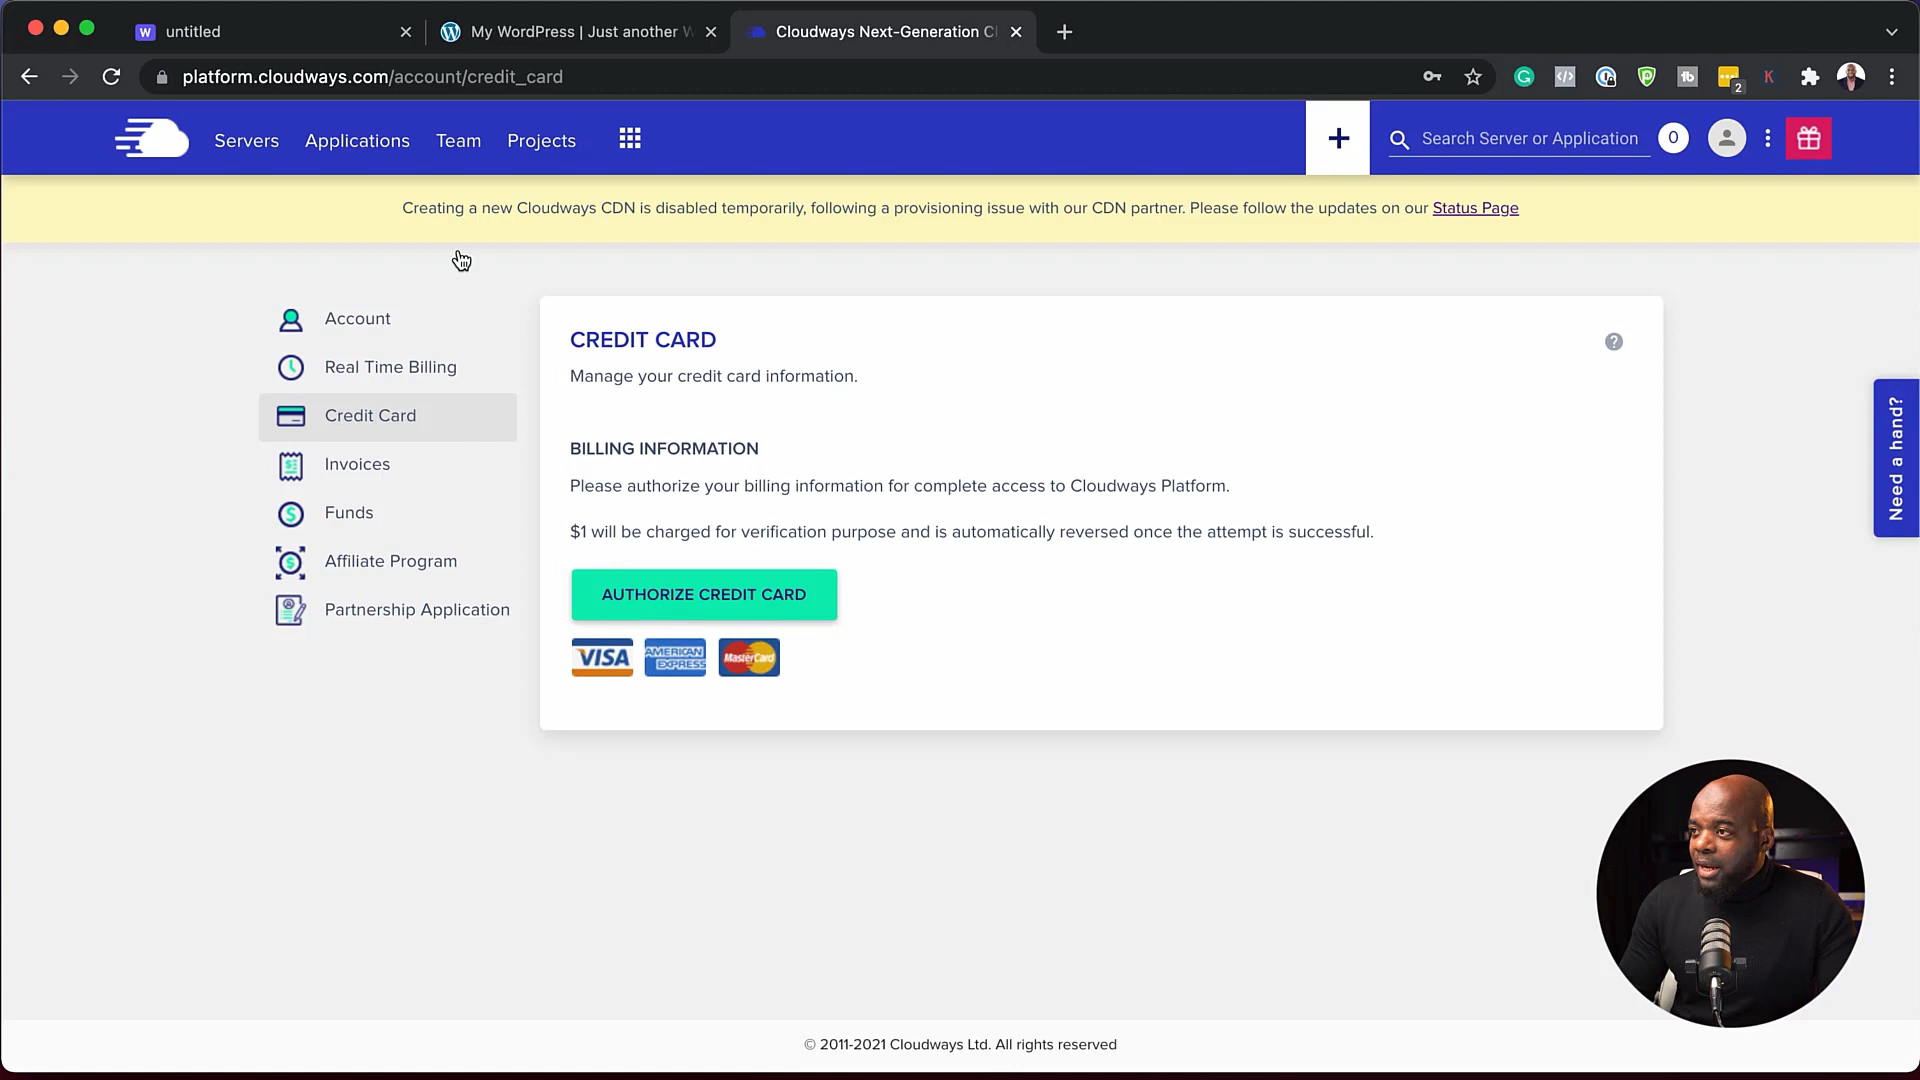 untitled
My WordPress | Just another W
Cloudways Next-Generation Cl
platform.cloudways.com/account/credit_card
2
Servers
Applications
Team
Projects
Search Server or Application
0
Creating a new Cloudways CDN is disabled temporarily, following a provisioning issue with our CDN partner. Please follow the updates on our Status Page
Account
Real Time Billing
Credit Card
Invoices
Funds
Affiliate Program
Partnership Application
CREDIT CARD
Manage your credit card information.
BILLING INFORMATION
Please authorize your billing information for complete access to Cloudways Platform.
$1 will be charged for verification purpose and is automatically reversed once the attempt is successful.
AUTHORIZE CREDIT CARD
VISA
AMERICAN EXPRESS
MasterCard
Need a hand?
© 2011-2021 Cloudways Ltd. All rights reserved